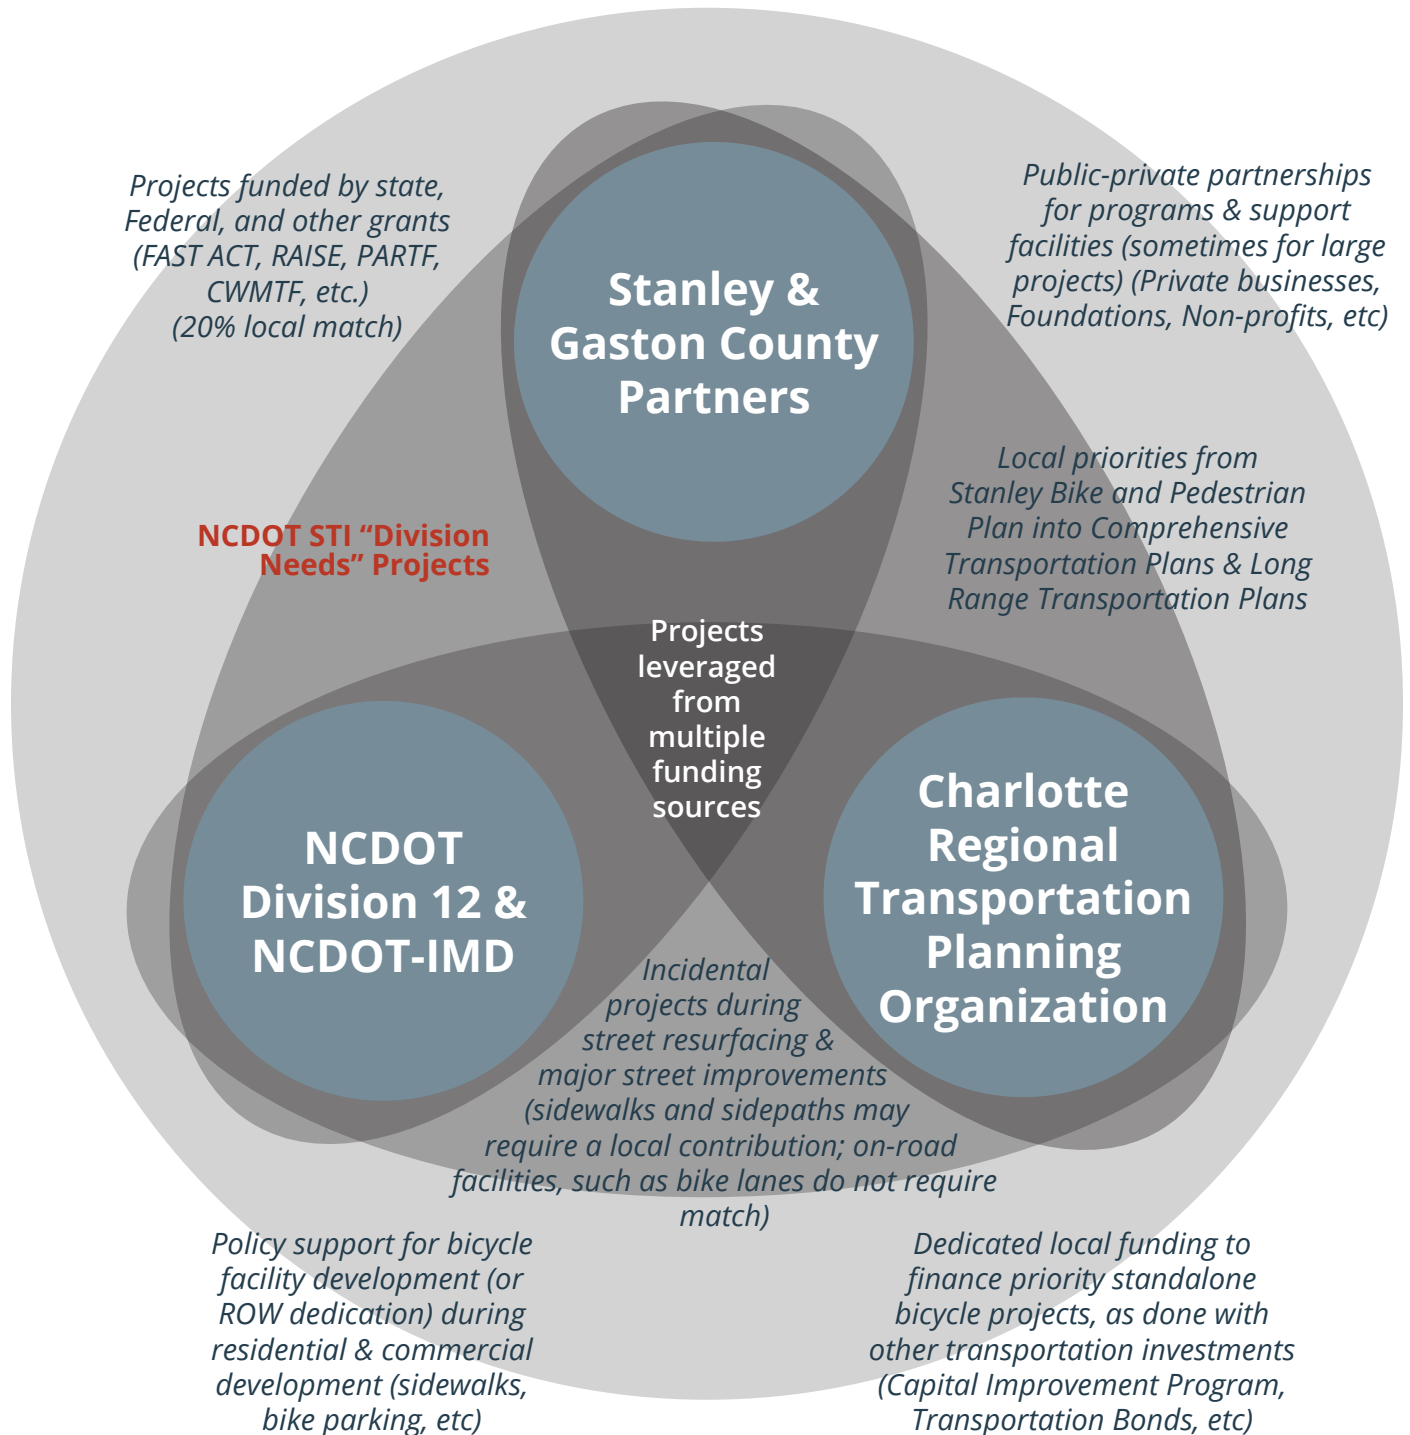 Projects funded by state,
Federal, and other grants
(FAST ACT, RAISE, PARTF,
CWMTF, etc.)
(20% local match)
Public-private partnerships
for programs & support
facilities (sometimes for large
projects) (Private businesses,
Foundations, Non-profits, etc)
Stanley &
Gaston County
Partners
Local priorities from
Stanley Bike and Pedestrian
Plan into Comprehensive
Transportation Plans & Long
Range Transportation Plans
NCDOT STI “Division
Needs” Projects
Projects
leveraged
from
multiple
funding
sources
NCDOT
Division 12 &
NCDOT-IMD
Charlotte
Regional
Transportation
Planning
Organization
Incidental
projects during
street resurfacing &
major street improvements
(sidewalks and sidepaths may
require a local contribution; on-road
facilities, such as bike lanes do not require
match)
Policy support for bicycle
facility development (or
ROW dedication) during
residential & commercial
development (sidewalks,
bike parking, etc)
Dedicated local funding to
finance priority standalone
bicycle projects, as done with
other transportation investments
(Capital Improvement Program,
Transportation Bonds, etc)